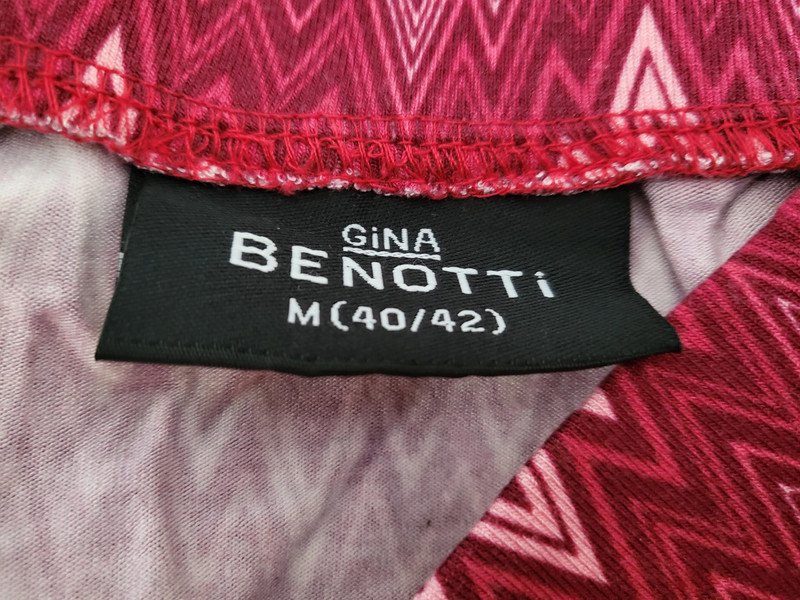 GiNA
BENOTTi
M (40/42)